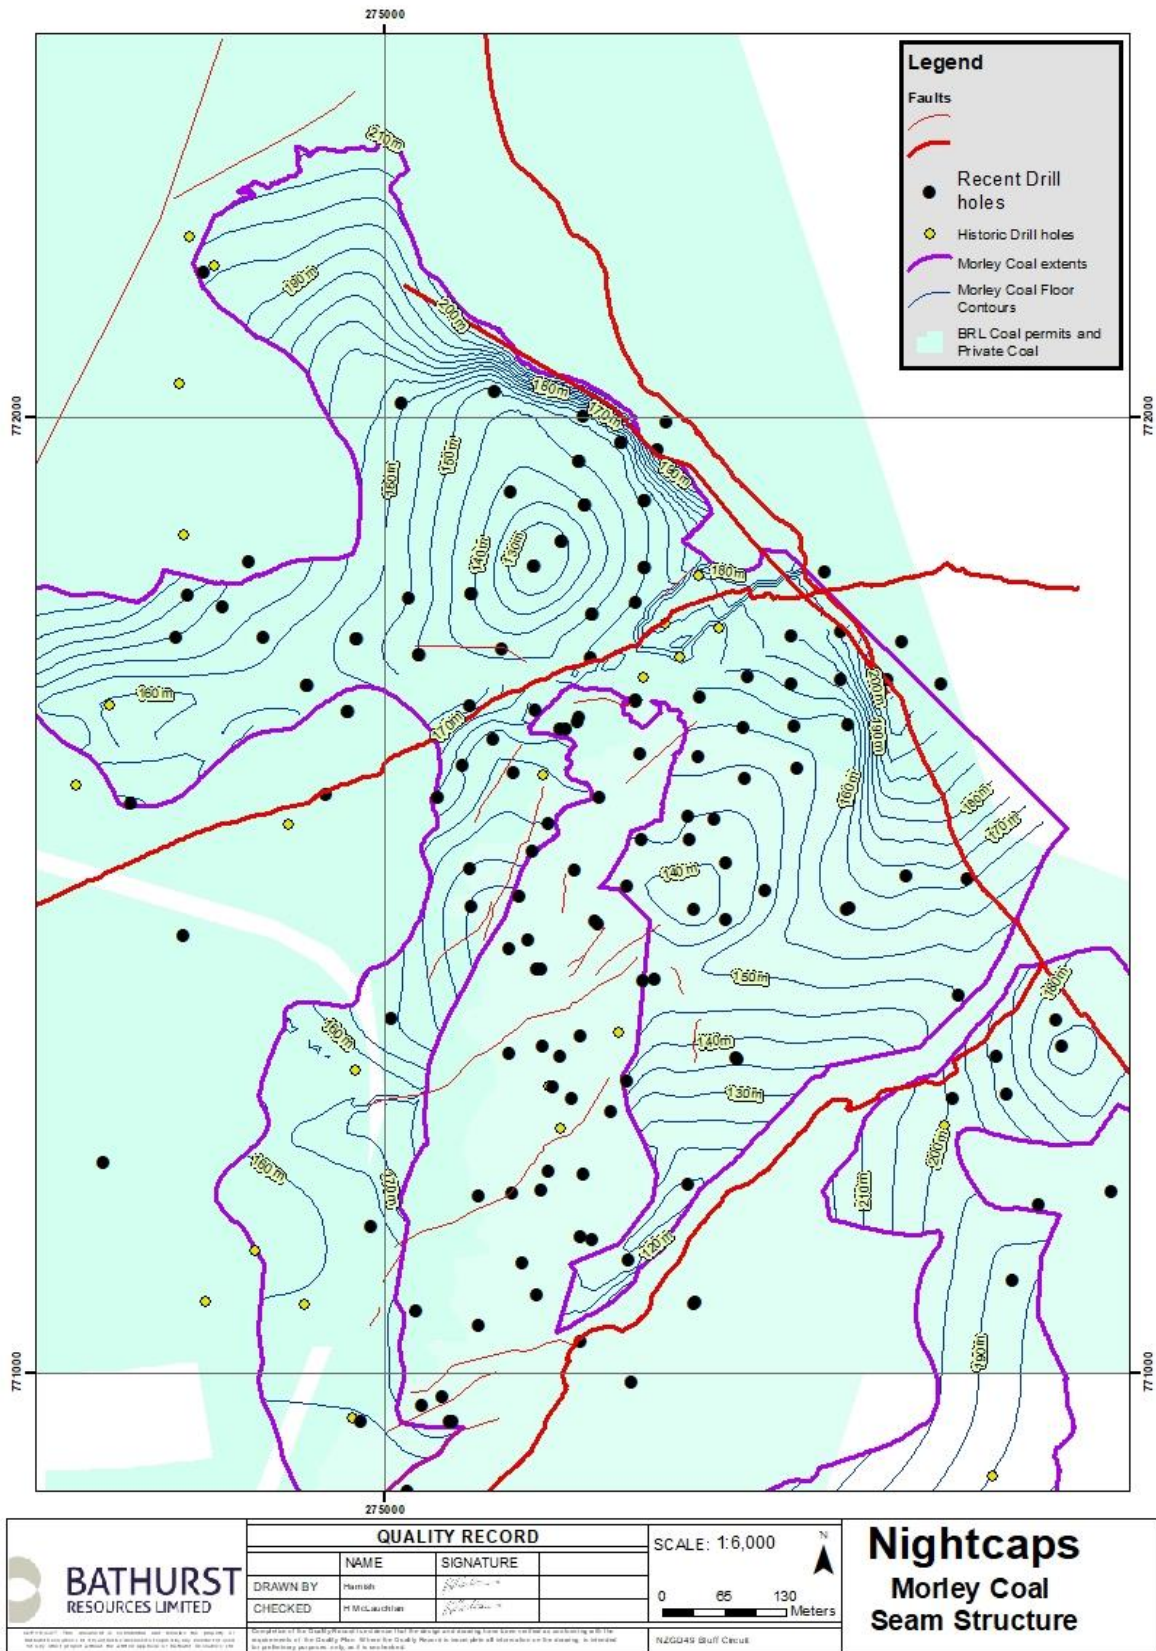 275000
Legend
Faults
Recent Drill
holes
Historic Drill holes
Morley Coal extents
Morley Coal Floor
Contours
BRL Coal permits and
Private Coal
210m
190m
200m
772000
772000
180m
170m
150m
190m
140m
130m
180m
160m
170m
200m
190m
160m
180m
170m
140m
150m
180m
160m
140m
130m
200m
160m
170m
210m
120m
190m
771000
771000
275000
BATHURST
RESOURCES LIMITED
QUALITY RECORD
NAME
SIGNATURE
DRAWN BY
Hamish
CHECKED
H McLauchlan
SCALE: 1:6,000
N
0 65 130
Meters
NZGD49 Bluff Circuit
Nightcaps
Morley Coal
Seam Structure